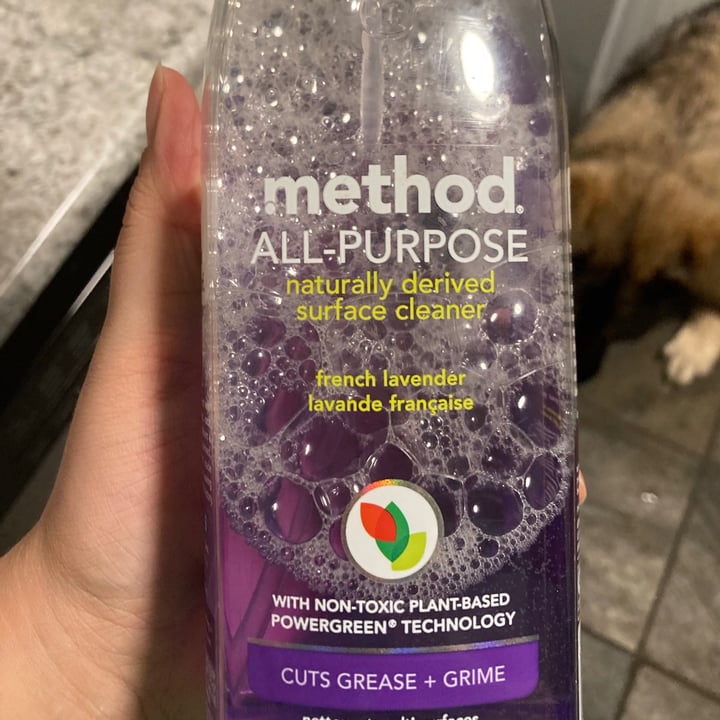 method.
ALL-PURPOSE
naturally derived
surface cleaner
french lavender
lavande française
WITH NON-TOXIC PLANT-BASED
POWERGREEN® TECHNOLOGY
CUTS GREASE + GRIME